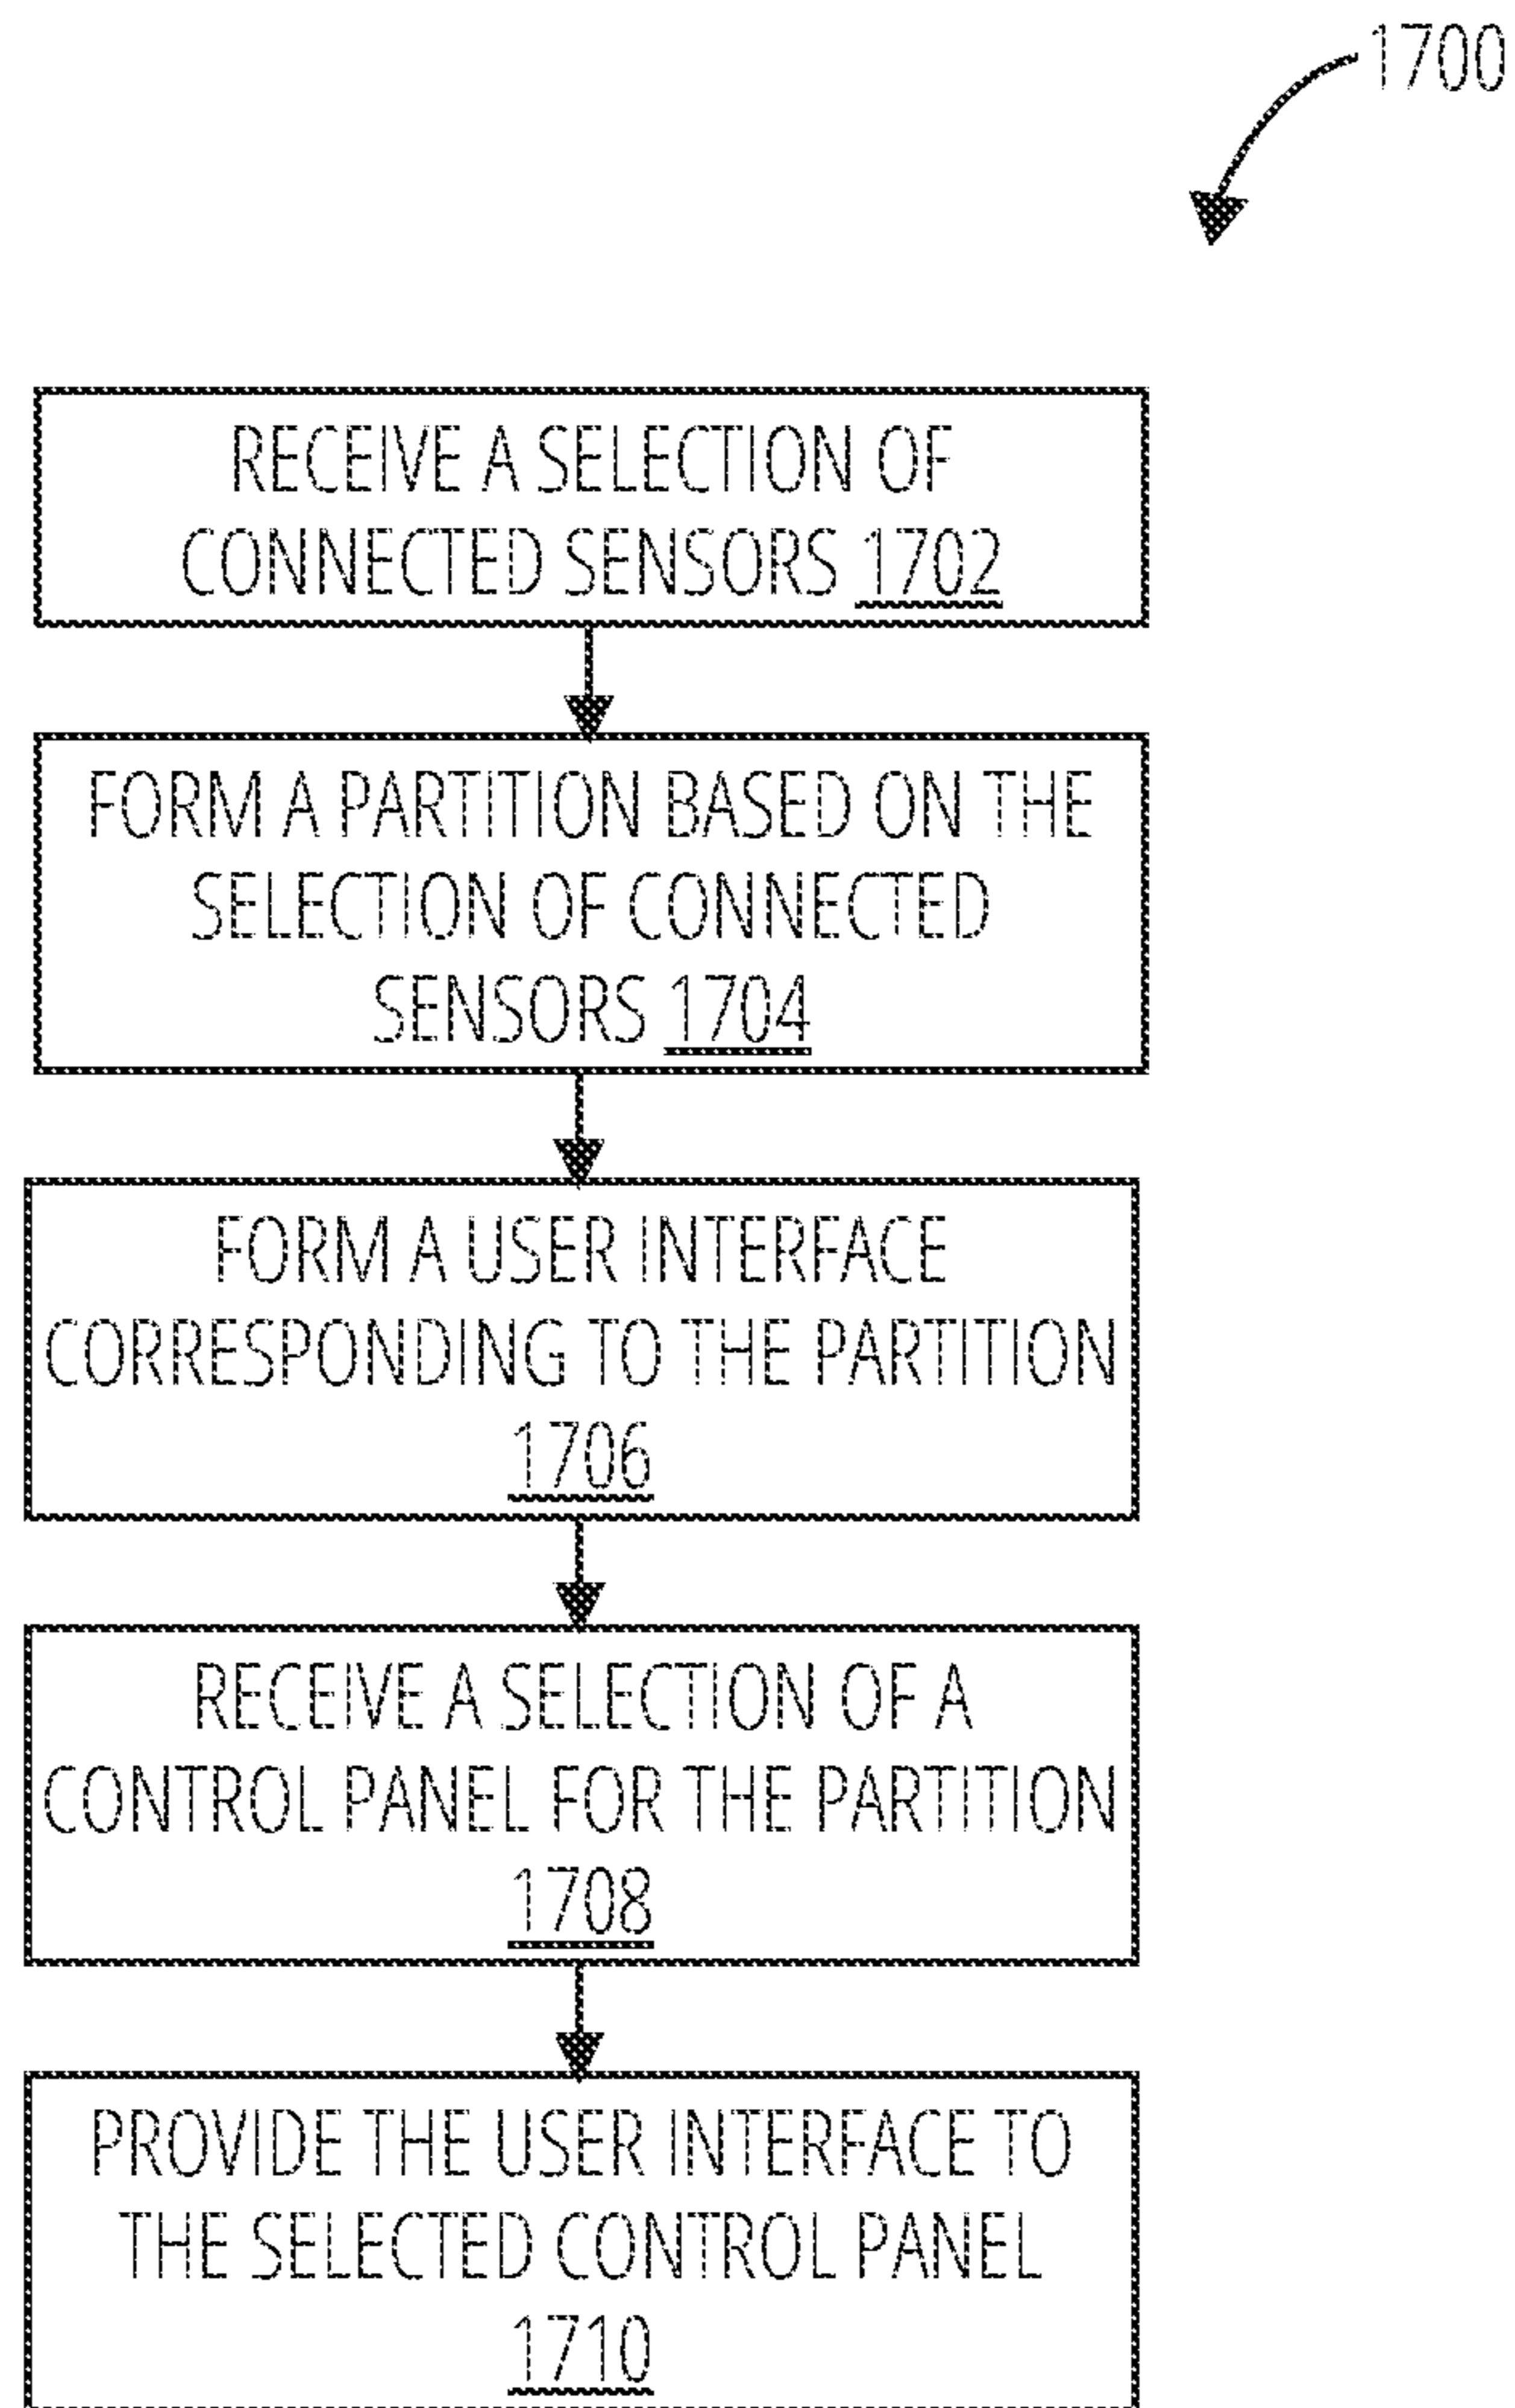 1700
RECEIVE A SELECTION OF
CONNECTED SENSORS 1702
FORM A PARTITION BASED ON THE
SELECTION OF CONNECTED
SENSORS 1704
FORM A USER INTERFACE
CORRESPONDING TO THE PARTITION
1706
RECEIVE A SELECTION OF A
CONTROL PANEL FOR THE PARTITION
1708
PROVIDE THE USER INTERFACE TO
THE SELECTED CONTROL PANEL
1710